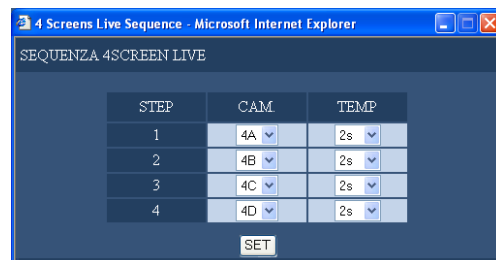 4 Screens Live Sequence - Microsoft Internet Explorer
SEQUENZA 4SCREEN LIVE
STEP CAM. TEMP
1 4A 2s
2 4B 2s
3 4C 2s
4 4D 2s
SET